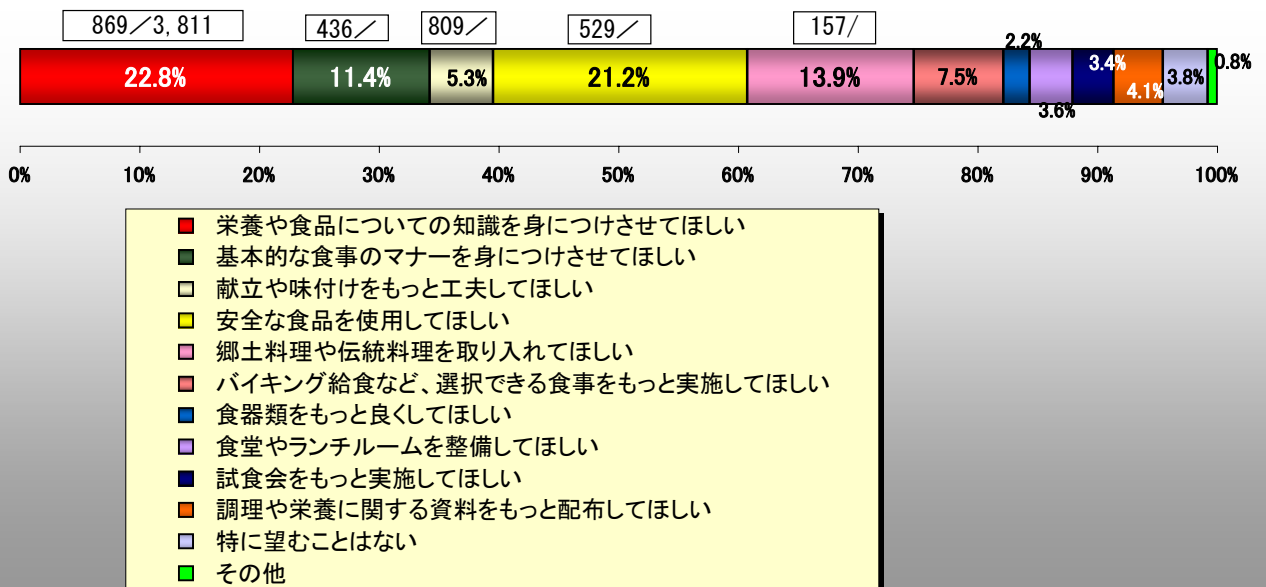 869／3,811 436／ 809／ 529／ 157/
22.8% 11.4% 5.3% 21.2% 13.9% 7.5% 2.2% 3.6% 3.4% 4.1% 3.8% 0.8%
0% 10% 20% 30% 40% 50% 60% 70% 80% 90% 100%
栄養や食品についての知識を身につけさせてほしい
基本的な食事のマナーを身につけさせてほしい
献立や味付けをもっと工夫してほしい
安全な食品を使用してほしい
郷土料理や伝統料理を取り入れてほしい
バイキング給食など、選択できる食事をもっと実施してほしい
食器類をもっと良くしてほしい
食堂やランチルームを整備してほしい
試食会をもっと実施してほしい
調理や栄養に関する資料をもっと配布してほしい
特に望むことはない
その他